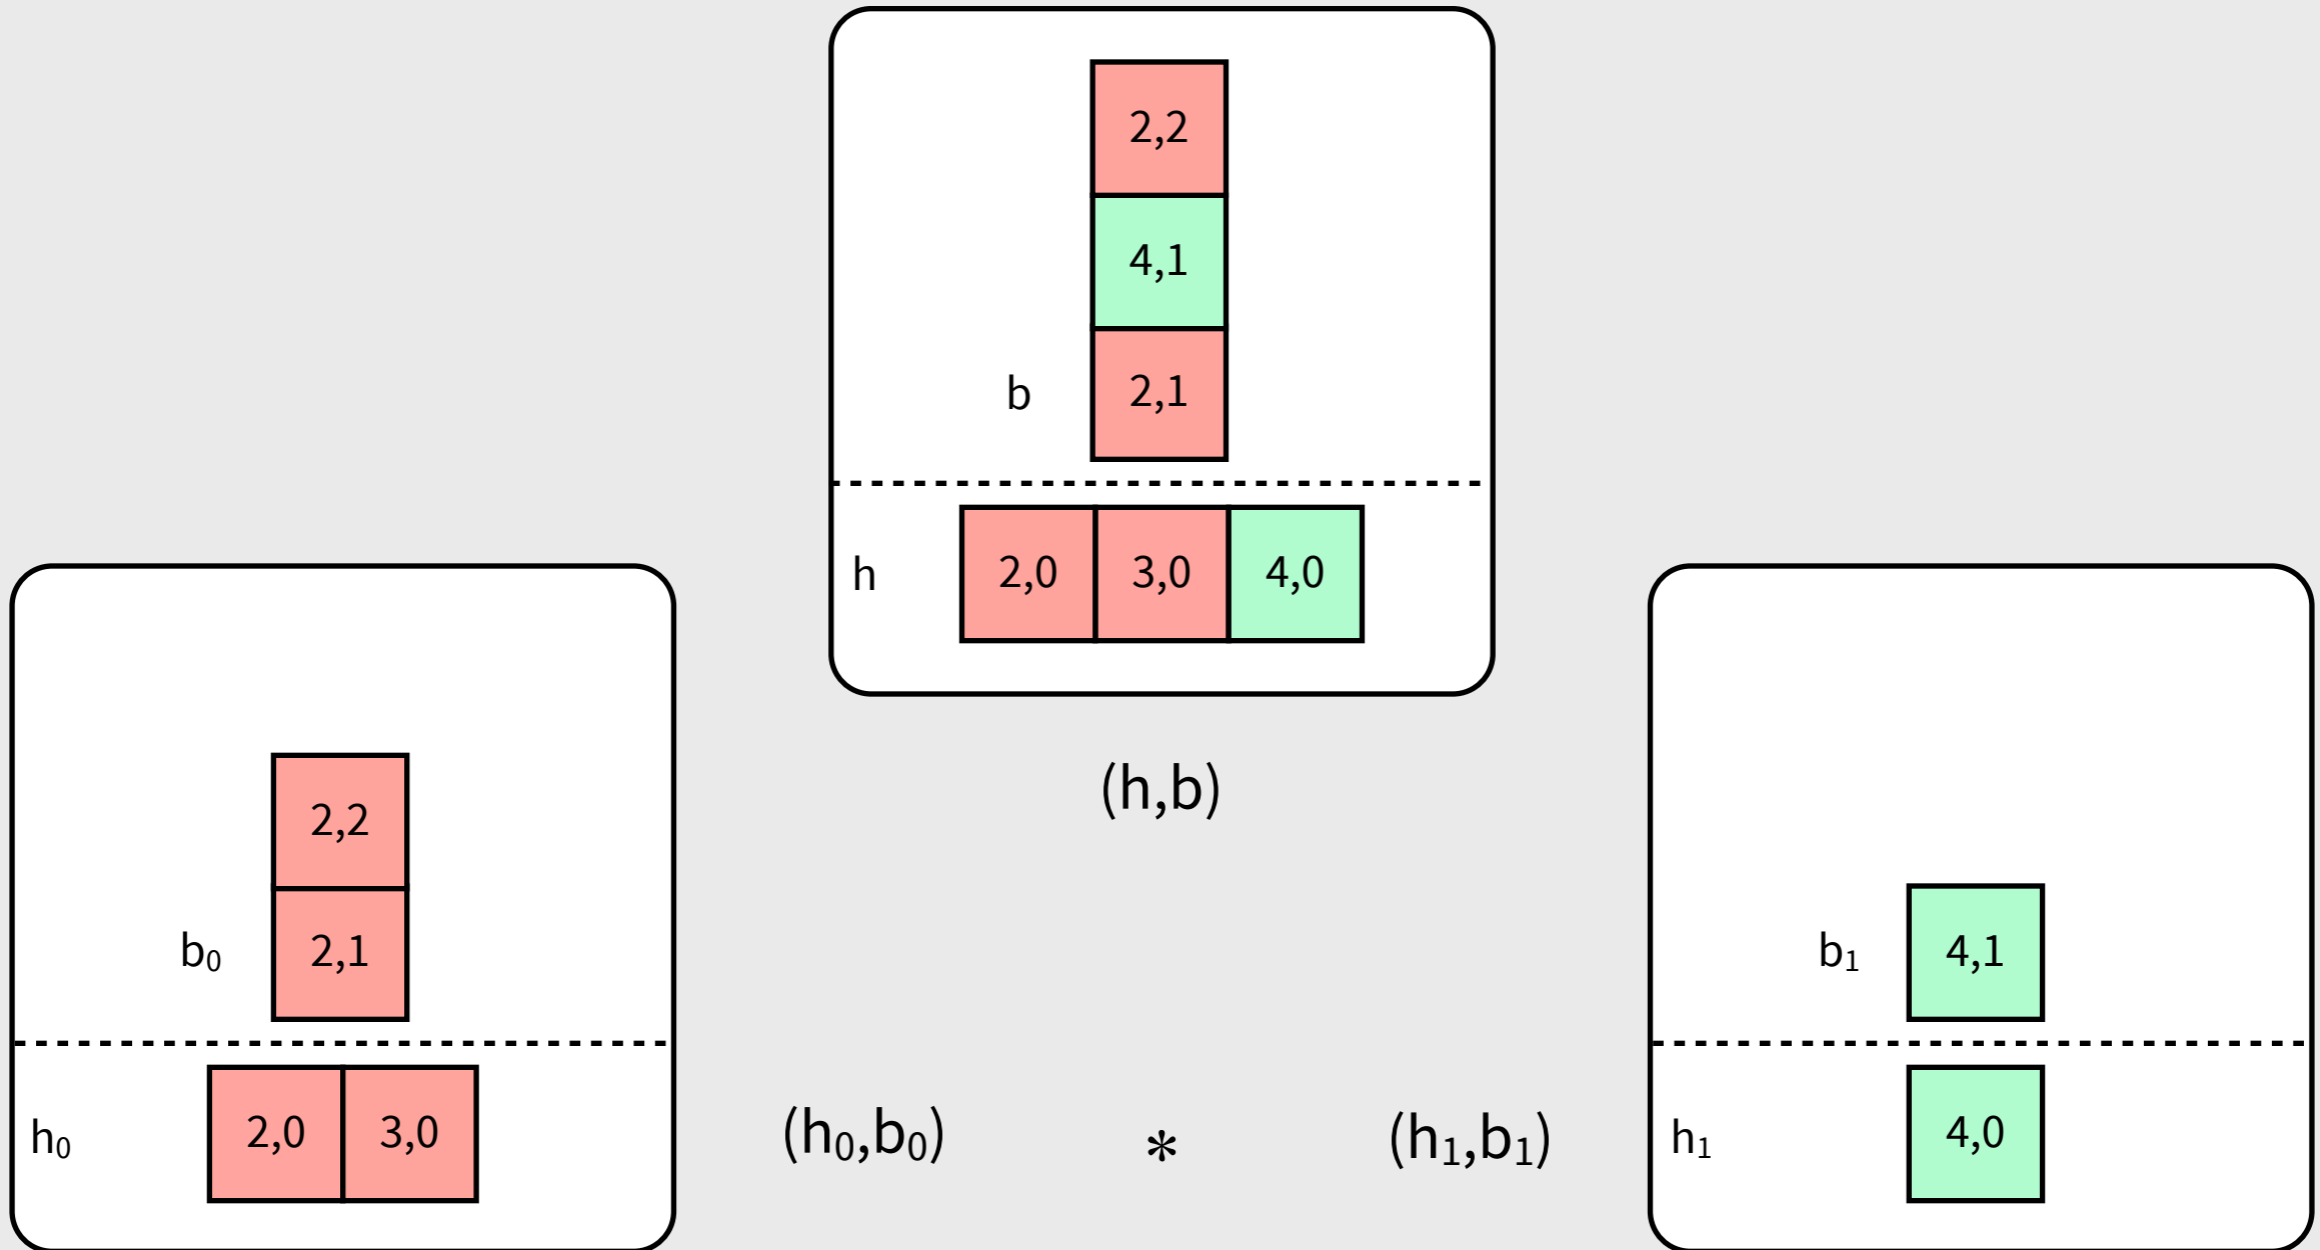 2,2
4,1
b 2,1
h 2,0 3,0 4,0
(h,b)
2,2
b₀ 2,1
h₀ 2,0 3,0
(h₀,b₀) * (h₁,b₁)
b₁ 4,1
h₁ 4,0